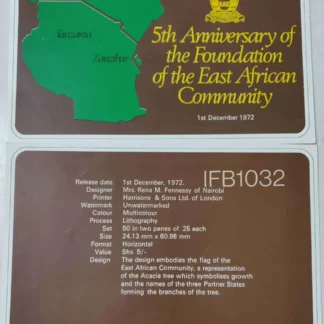 EAC
Tanzania
Zanzibar
5th Anniversary of
the Foundation
of the East African
Community
1st December 1972
IFB1032
Release date 1st December, 1972.
Designer Mrs. Rena M. Fennessy of Nairobi
Printer Harrisons & Sons Ltd. of London
Watermark Unwatermarked
Colour Multicolour
Process Lithography
Set 50 in two panes of 25 each
Size 24.13 mm x 60.96 mm
Format Horizontal
Value Shs. 5/-
Design The design embodies the flag of the
East African Community, a representation
of the Acacia tree which symbolises growth
and the names of the three Partner States
forming the branches of the tree.